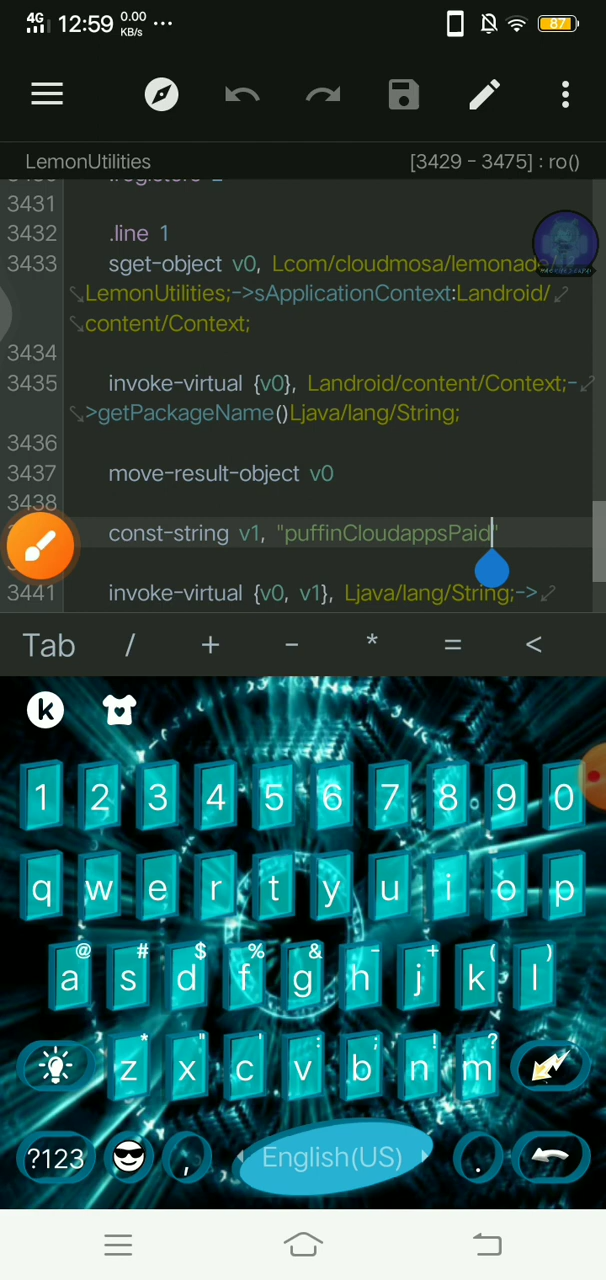 4G 12:59 0.00 KB/s ... 87
LemonUtilities [3429 - 3475] : ro()
3431
3432 .line 1
3433 sget-object v0, Lcom/cloudmosa/lemonade/
LemonUtilities;->sApplicationContext:Landroid/
content/Context;
3434
3435 invoke-virtual {v0}, Landroid/content/Context;-
>getPackageName()Ljava/lang/String;
3436
3437 move-result-object v0
3438
const-string v1, "puffinCloudappsPaid"
3441 invoke-virtual {v0, v1}, Ljava/lang/String;->
Tab / + - * = <
k
1 2 3 4 5 6 7 8 9 0
q w e r t y u i o p
@ # $ % & - + ( )
a s d f g h j k l
* " ' : ; ! ?
z x c v b n m
?123 , English(US) .